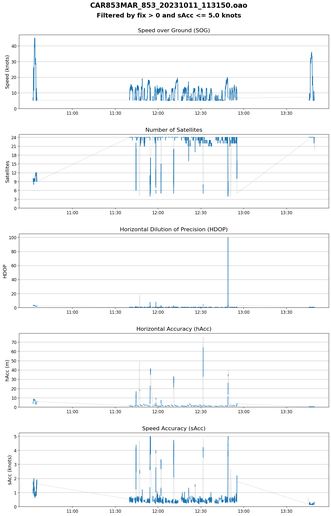 CAR853MAR_853_20231011_113150.oao
Filtered by fix > 0 and sAcc <= 5.0 knots
Speed over Ground (SOG)
Speed (knots)
40
30
20
10
0
11:00 11:30 12:00 12:30 13:00 13:30
Number of Satellites
Satellites
24
20
16
12
8
4
0
11:00 11:30 12:00 12:30 13:00 13:30
Horizontal Dilution of Precision (HDOP)
HDOP
100
80
60
40
20
0
11:00 11:30 12:00 12:30 13:00 13:30
Horizontal Accuracy (hAcc)
hAcc (m)
70
60
50
40
30
20
10
0
11:00 11:30 12:00 12:30 13:00 13:30
Speed Accuracy (sAcc)
sAcc (knots)
5
4
3
2
1
0
11:00 11:30 12:00 12:30 13:00 13:30